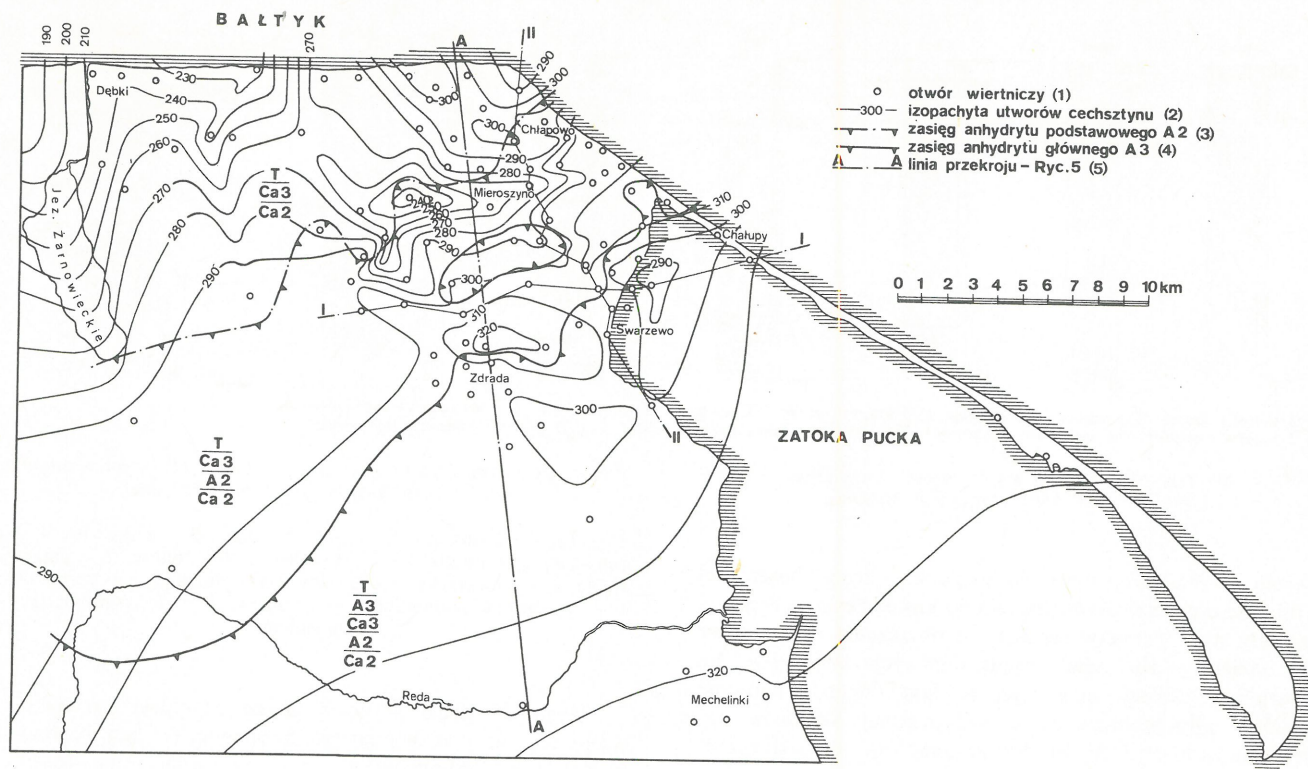 BAŁTYK
190
200
210
270
A
II
290
300
230
Dębki
240
250
260
300
300
Chłapowo
290
280
T
Ca3
Ca2
Mieroszyno
270
280
290
270
280
290
310
300
Chałupy
I
290
300
310
I
320
Swarzewo
Jez. Żarnowieckie
Zdrada
300
II
ZATOKA PUCKA
T
Ca3
A2
Ca2
290
T
A3
Ca3
A2
Ca2
Reda
320
Mechelinki
A
otwór wiertniczy (1)
300 izopachyta utworów cechsztynu (2)
zasięg anhydrytu podstawowego A2 (3)
zasięg anhydrytu głównego A3 (4)
A A linia przekroju – Ryc.5 (5)
0 1 2 3 4 5 6 7 8 9 10 km